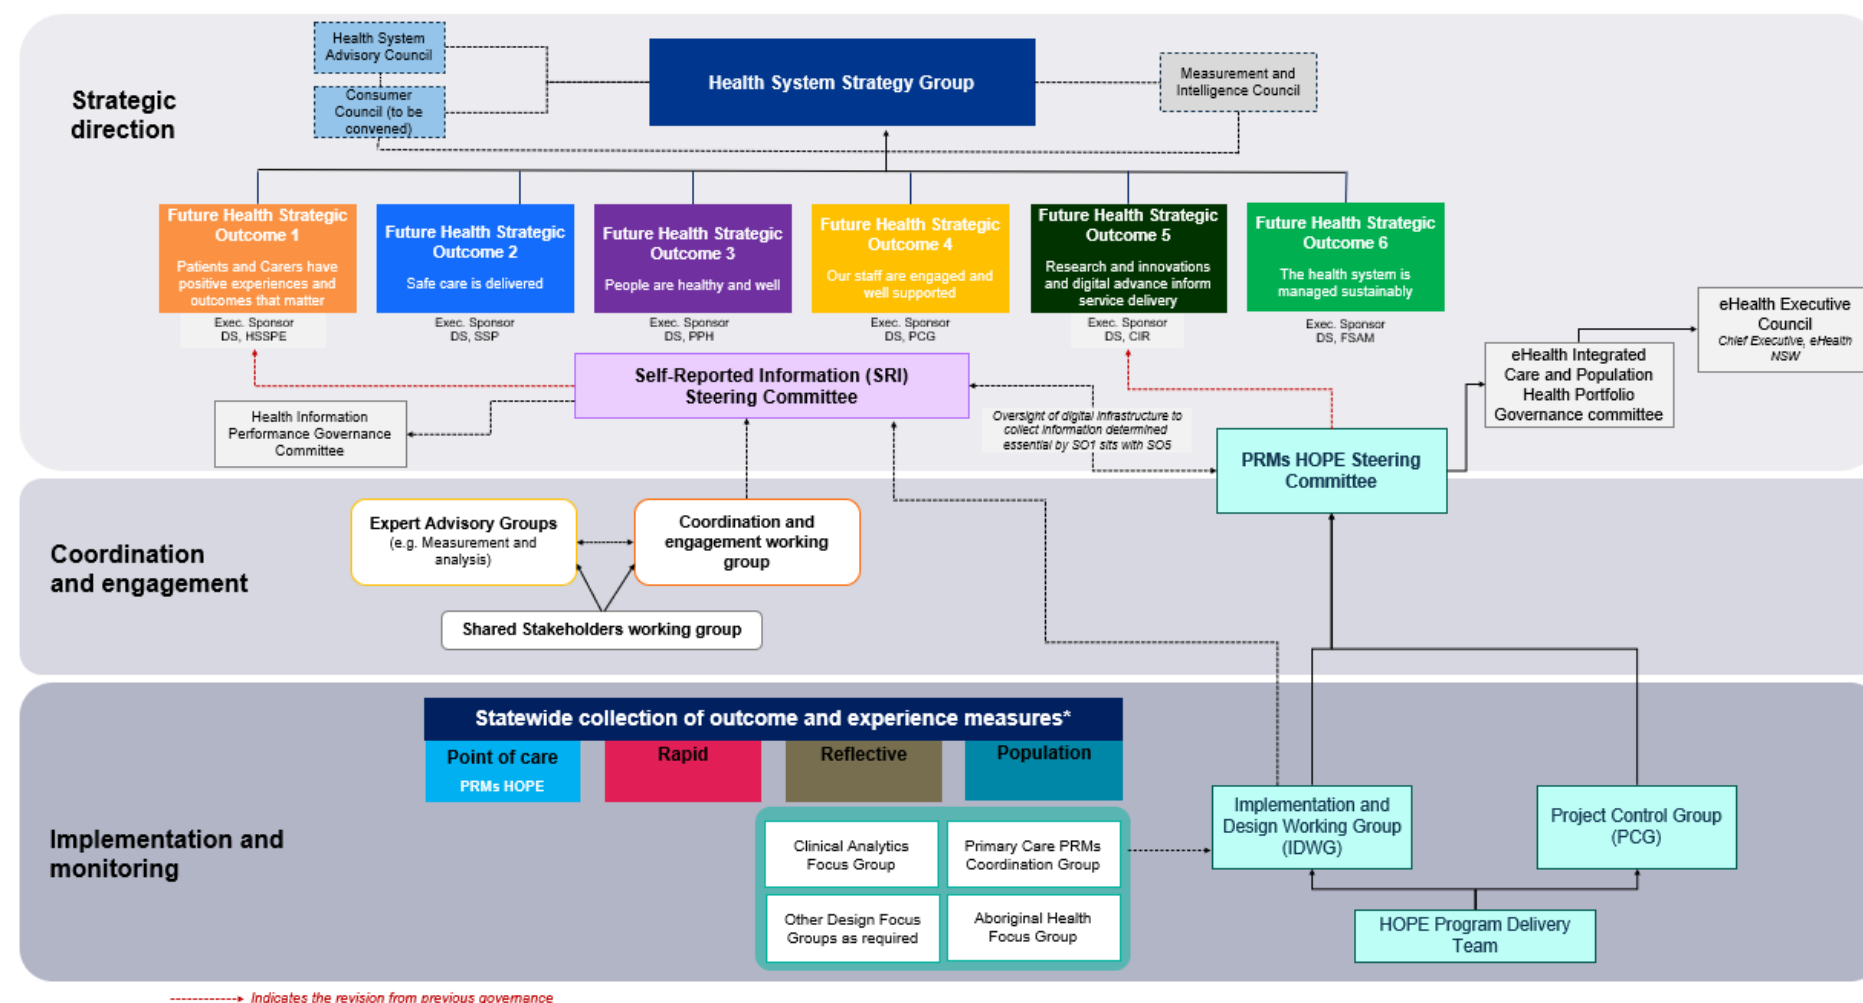 Health System
Advisory Council
Consumer
Council (to be
convened)
Health System Strategy Group
Measurement and
Intelligence Council
Strategic
direction
Future Health Strategic
Outcome 1
Patients and Carers have
positive experiences and
outcomes that matter
Exec. Sponsor
DS, HSSPE
Future Health Strategic
Outcome 2
Safe care is delivered
Exec. Sponsor
DS, SSP
Future Health Strategic
Outcome 3
People are healthy and well
Exec. Sponsor
DS, PPH
Future Health Strategic
Outcome 4
Our staff are engaged and
well supported
Exec. Sponsor
DS, PCG
Future Health Strategic
Outcome 5
Research and innovations
and digital advance inform
service delivery
Exec. Sponsor
DS, CIR
Future Health Strategic
Outcome 6
The health system is
managed sustainably
Exec. Sponsor
DS, FSAM
eHealth Executive
Council
Chief Executive, eHealth
NSW
eHealth Integrated
Care and Population
Health Portfolio
Governance committee
Self-Reported Information (SRI)
Steering Committee
Health Information
Performance Governance
Committee
Oversight of digital infrastructure to
collect information determined
essential by SO1 sits with SO5
PRMs HOPE Steering
Committee
Coordination
and engagement
Expert Advisory Groups
(e.g. Measurement and
analysis)
Coordination and
engagement working
group
Shared Stakeholders working group
Implementation and
monitoring
Statewide collection of outcome and experience measures*
Point of care
PRMs HOPE
Rapid
Reflective
Population
Clinical Analytics
Focus Group
Primary Care PRMs
Coordination Group
Other Design Focus
Groups as required
Aboriginal Health
Focus Group
Implementation and
Design Working Group
(IDWG)
Project Control Group
(PCG)
HOPE Program Delivery
Team
Indicates the revision from previous governance